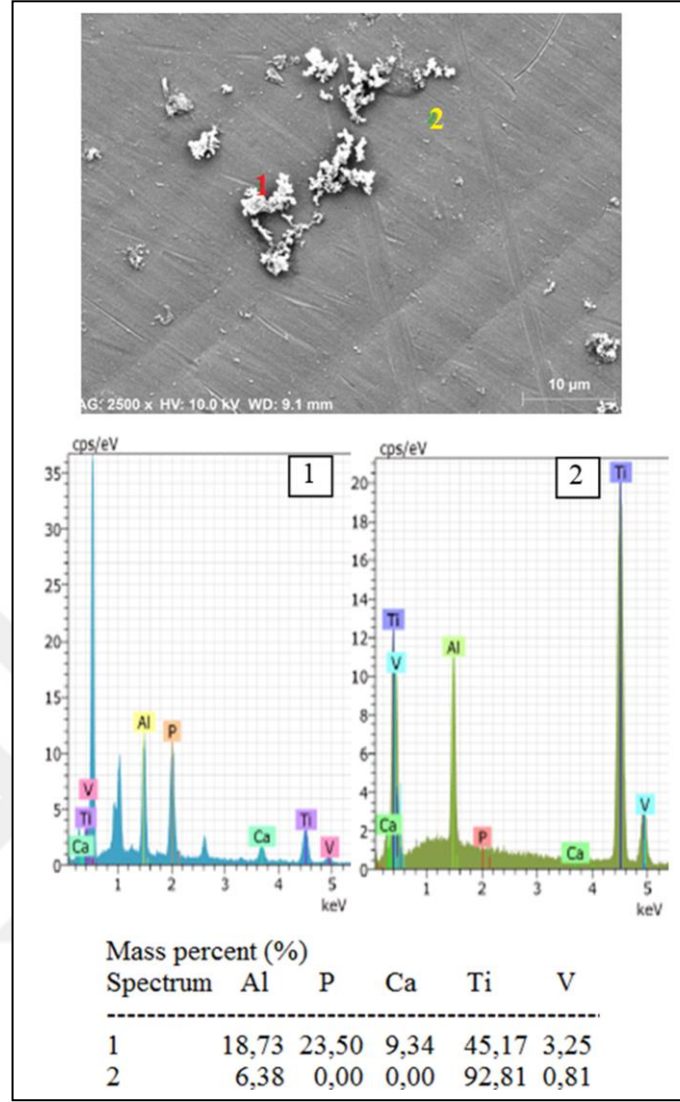 2
1
AG: 2500 x HV: 10.0 kV WD: 9.1 mm
10 µm
cps/eV
1
35
30
25
20
15
10
5
0
Al
P
V
Ti
Ca
Ca
Ti
V
1 2 3 4 5
keV
cps/eV
2
20
18
16
14
12
10
8
6
4
2
0
Ti
Ti
V
Al
Ca
P
Ca
V
1 2 3 4 5
keV
Mass percent (%)
Spectrum Al P Ca Ti V
---------------------------------------------------------
1 18,73 23,50 9,34 45,17 3,25
2 6,38 0,00 0,00 92,81 0,81